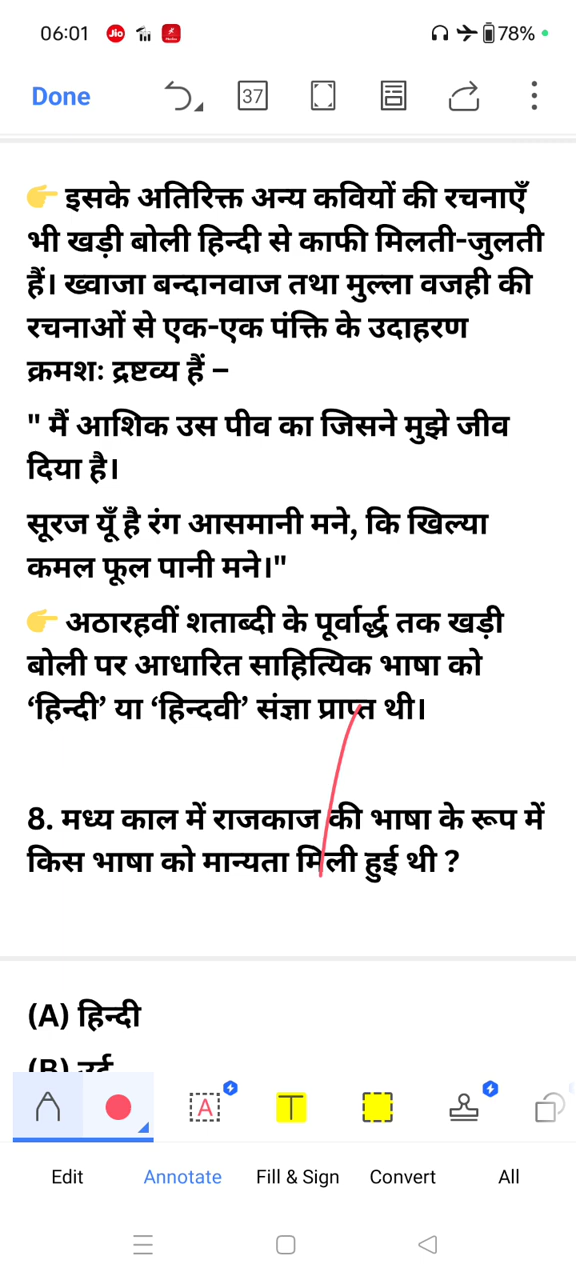 06:01
78%
Done
37
👉 इसके अतिरिक्त अन्य कवियों की रचनाएँ
भी खड़ी बोली हिन्दी से काफी मिलती-जुलती
हैं। ख्वाजा बन्दानवाज तथा मुल्ला वजही की
रचनाओं से एक-एक पंक्ति के उदाहरण
क्रमशः द्रष्टव्य हैं –
" मैं आशिक उस पीव का जिसने मुझे जीव
दिया है।
सूरज यूँ है रंग आसमानी मने, कि खिल्या
कमल फूल पानी मने।"
👉 अठारहवीं शताब्दी के पूर्वार्द्ध तक खड़ी
बोली पर आधारित साहित्यिक भाषा को
‘हिन्दी’ या ‘हिन्दवी’ संज्ञा प्राप्त थी।
8. मध्य काल में राजकाज की भाषा के रूप में
किस भाषा को मान्यता मिली हुई थी ?
(A) हिन्दी
(B) उर्दू
A T
Edit Annotate Fill & Sign Convert All